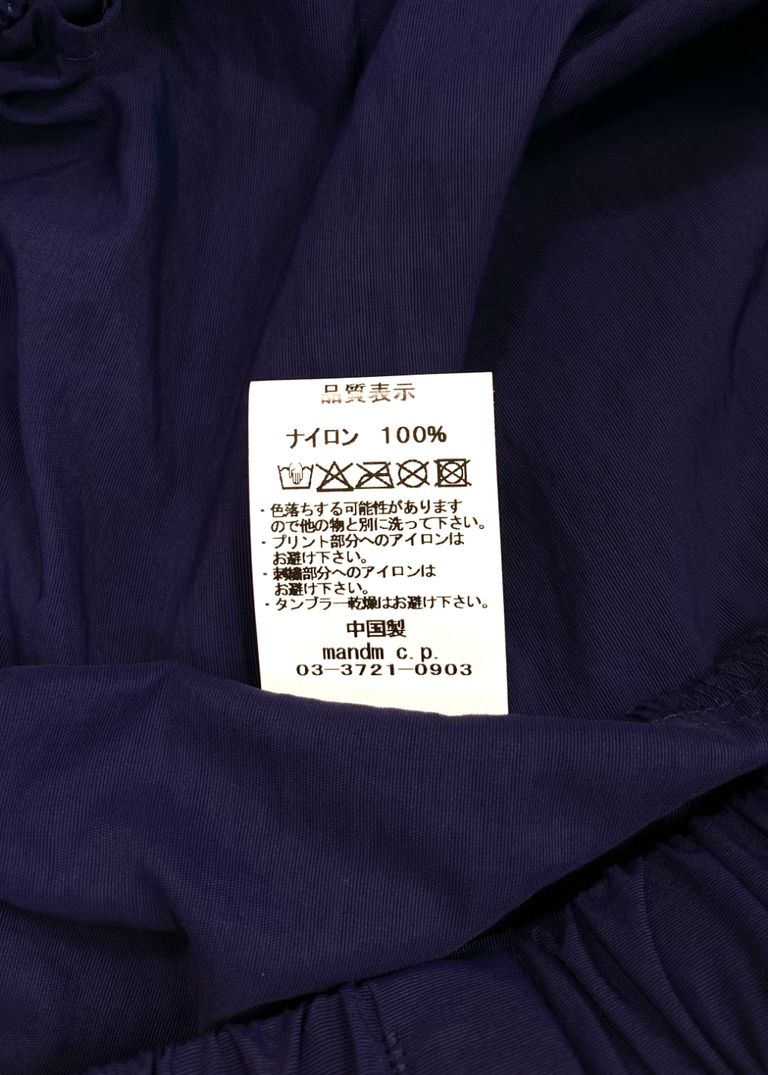 品質表示
ナイロン 100%
・色落ちする可能性があります
ので他の物と別に洗って下さい。
・プリント部分へのアイロンは
お避け下さい。
・刺繍部分へのアイロンは
お避け下さい。
・タンブラー乾燥はお避け下さい。
中国製
mandm c.p.
03-3721-0903